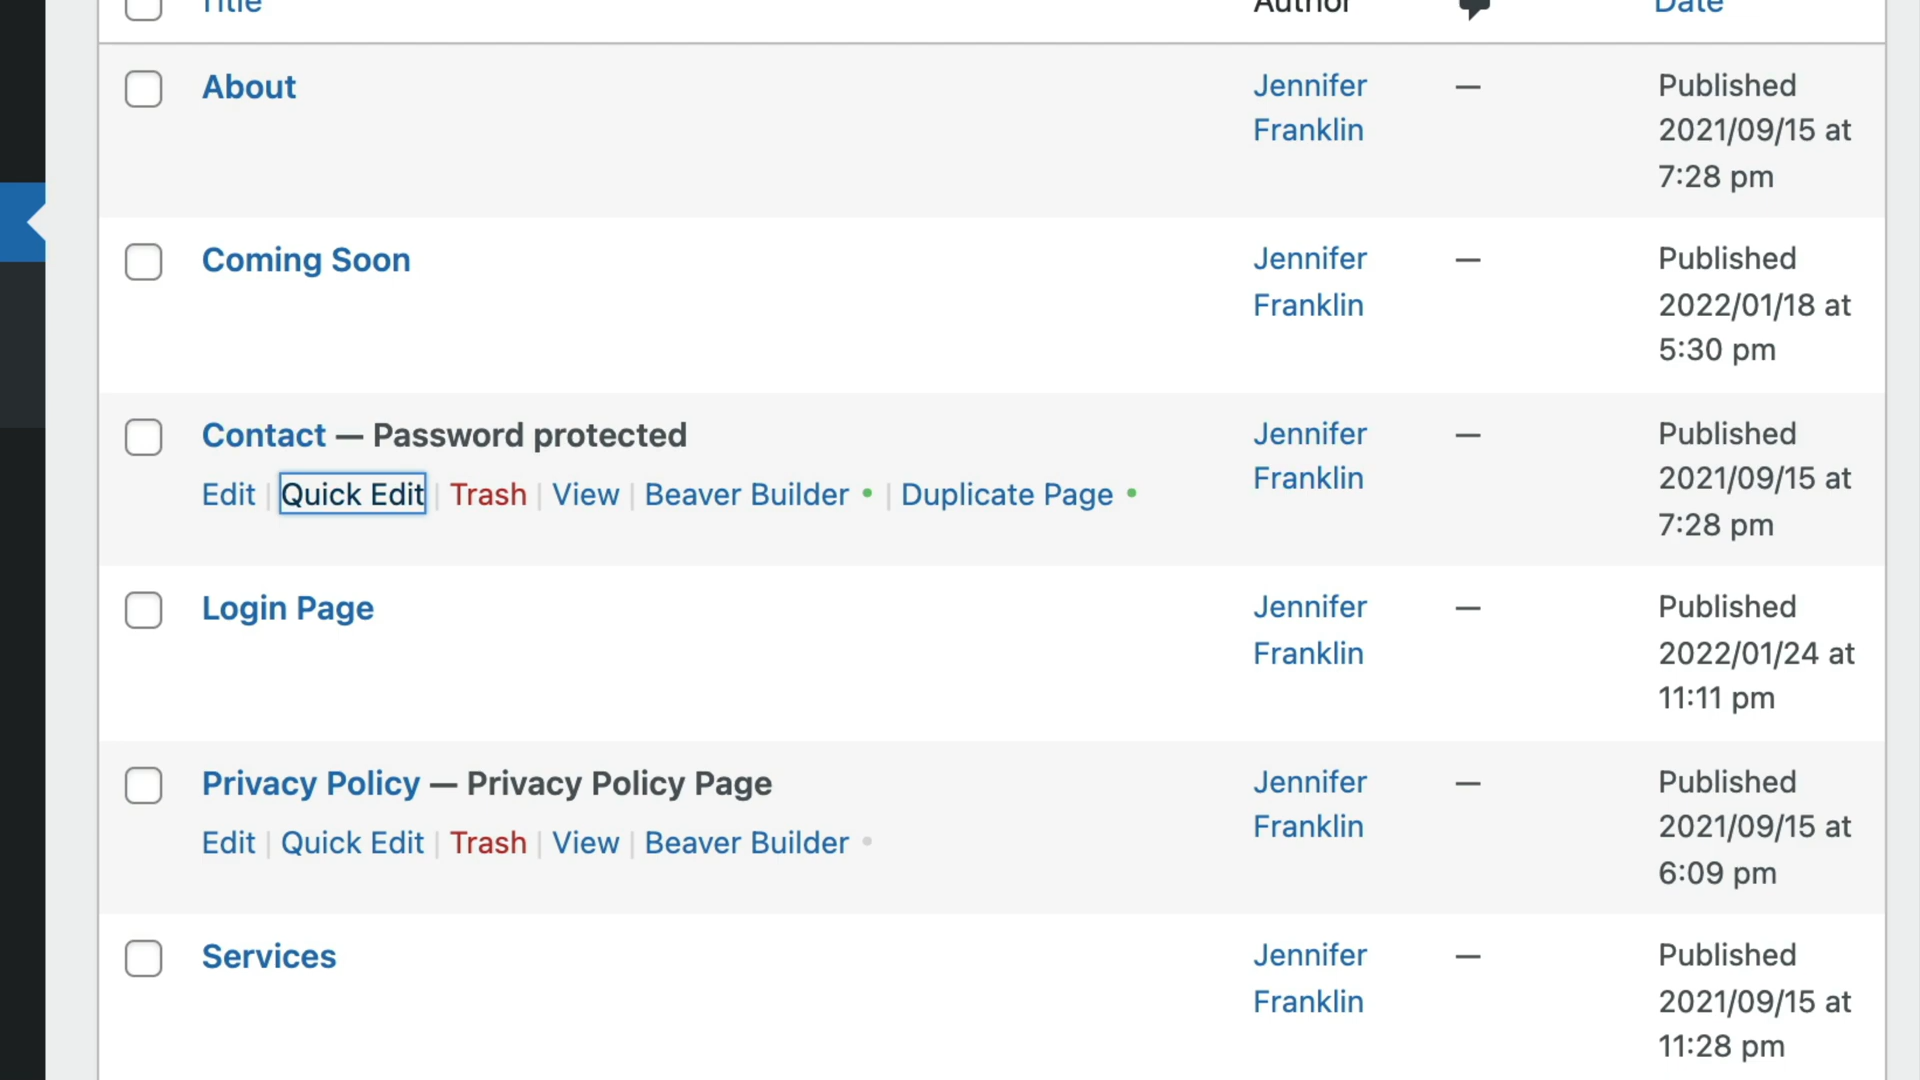 Title Author Date
About Jennifer Franklin — Published 2021/09/15 at 7:28 pm
Coming Soon Jennifer Franklin — Published 2022/01/18 at 5:30 pm
Contact — Password protected Jennifer Franklin — Published 2021/09/15 at 7:28 pm
Edit | Quick Edit | Trash | View | Beaver Builder • | Duplicate Page •
Login Page Jennifer Franklin — Published 2022/01/24 at 11:11 pm
Privacy Policy — Privacy Policy Page Jennifer Franklin — Published 2021/09/15 at 6:09 pm
Edit | Quick Edit | Trash | View | Beaver Builder •
Services Jennifer Franklin — Published 2021/09/15 at 11:28 pm